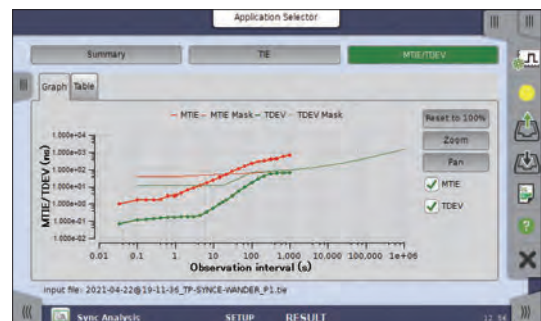 Application Selector
Summary
TIE
MTIE/TDEV
Graph
Table
MTIE MTIE Mask TDEV TDEV Mask
Reset to 100%
Zoom
Pan
MTIE
TDEV
MTIE/TDEV (ns)
1.000e+04
1.000e+03
1.000e+02
1.000e+01
1.000e+00
1.000e-01
1.000e-02
0.01 0.1 1 10 100 1,000 10,000 100,000 1e+06
Observation interval (s)
Input file: 2021-04-22@19-11-36_TP-SYNCE-WANDER_P1.tie
Sync Analysis
SETUP
RESULT